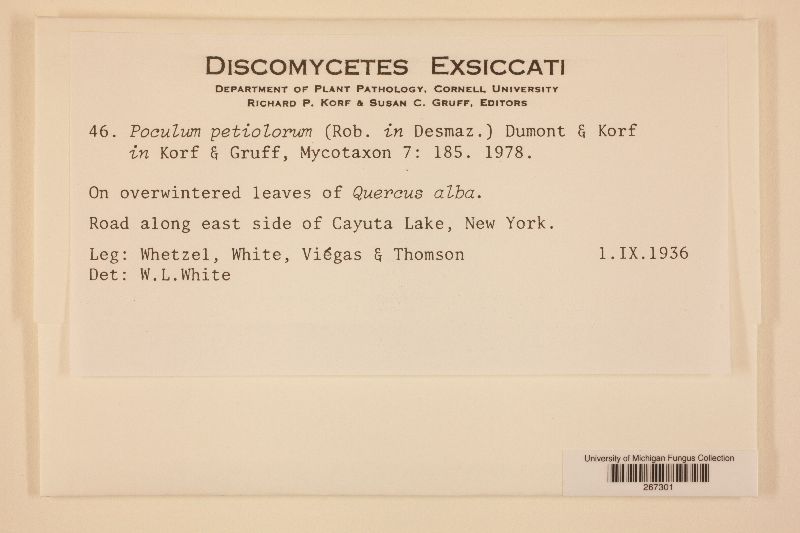 DISCOMYCETES EXSICCATI
DEPARTMENT OF PLANT PATHOLOGY, CORNELL UNIVERSITY
RICHARD P. KORF & SUSAN C. GRUFF, EDITORS
46. Poculum petiolorum (Rob. in Desmaz.) Dumont & Korf
in Korf & Gruff, Mycotaxon 7: 185. 1978.
On overwintered leaves of Quercus alba.
Road along east side of Cayuta Lake, New York.
Leg: Whetzel, White, Viégas & Thomson 1.IX.1936
Det: W.L.White
University of Michigan Fungus Collection
267301